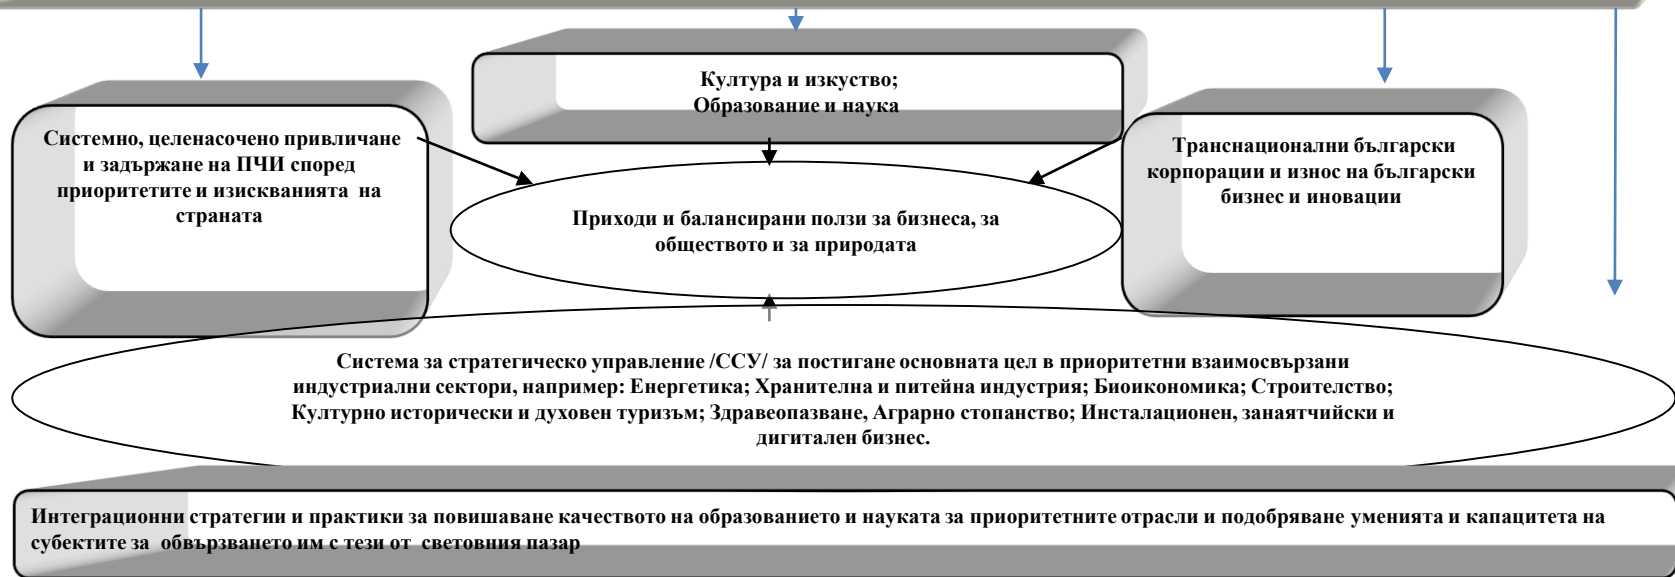 Култура и изкуство;
Образование и наука
Системно, целенасочено привличане
и задържане на ПЧИ според
приоритетите и изискванията на
страната
Транснационални български
корпорации и износ на български
бизнес и иновации
Приходи и балансирани ползи за бизнеса, за
обществото и за природата
Система за стратегическо управление /ССУ/ за постигане основната цел в приоритетни взаимосвързани
индустриални сектори, например: Енергетика; Хранителна и питейна индустрия; Биоикономика; Строителство;
Културно исторически и духовен туризъм; Здравеопазване, Аграрно стопанство; Инсталационен, занаятчийски и
дигитален бизнес.
Интеграционни стратегии и практики за повишаване качеството на образованието и науката за приоритетните отрасли и подобряване уменията и капацитета на
субектите за обвързването им с тези от световния пазар